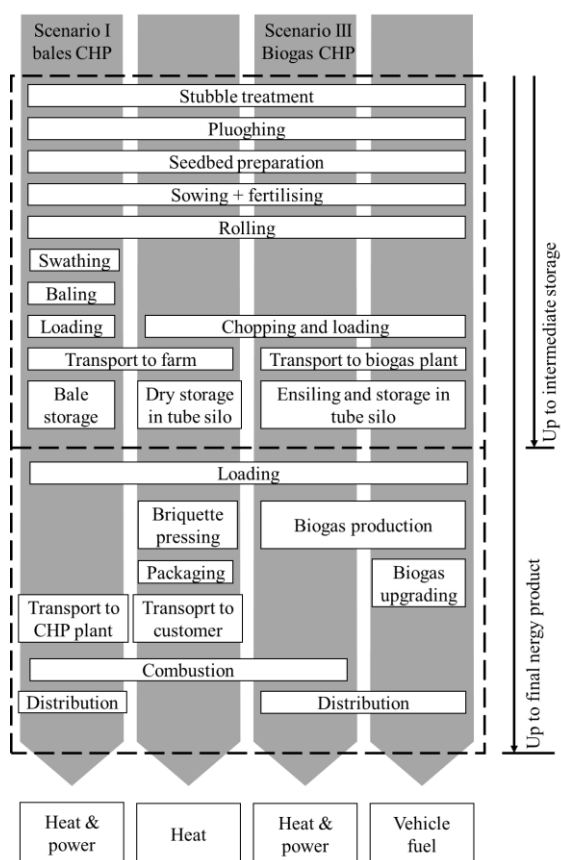 Scenario I
bales CHP
Scenario III
Biogas CHP
Stubble treatment
Pluoghing
Seedbed preparation
Sowing + fertilising
Rolling
Swathing
Baling
Loading
Chopping and loading
Transport to farm
Transport to biogas plant
Bale
storage
Dry storage
in tube silo
Ensiling and storage in
tube silo
Up to intermediate storage
Loading
Briquette
pressing
Biogas production
Packaging
Biogas
upgrading
Transport to
CHP plant
Transoprt to
customer
Combustion
Distribution
Distribution
Up to final nergy product
Heat &
power
Heat
Heat &
power
Vehicle
fuel